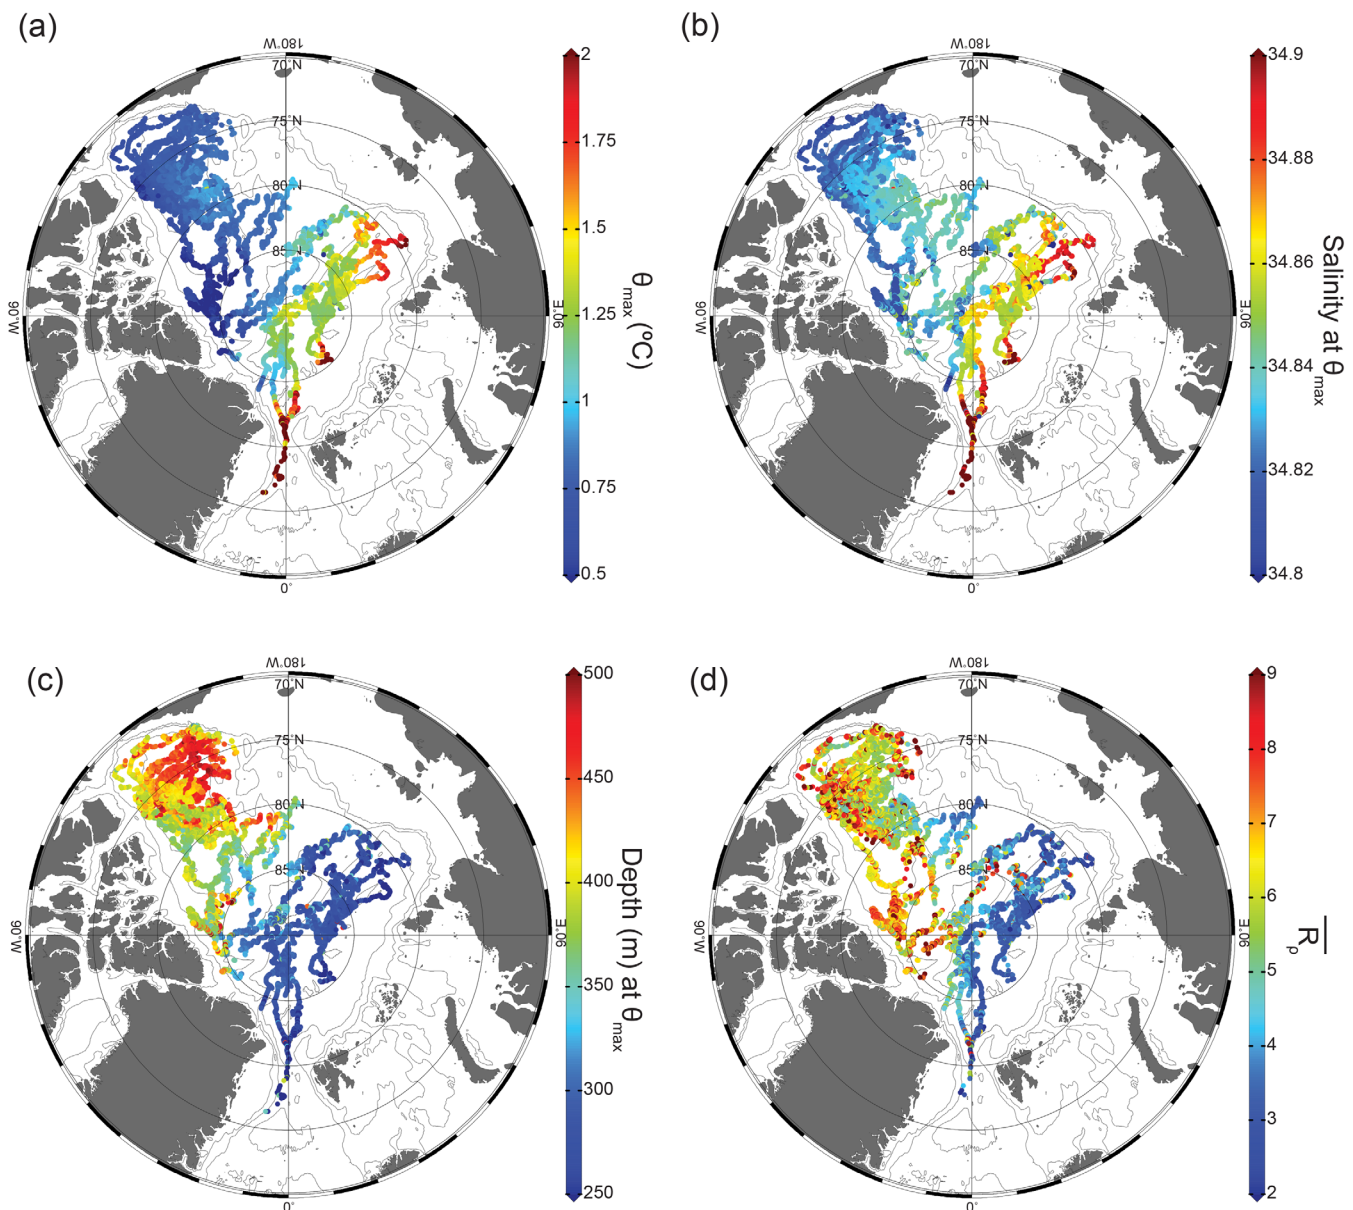 (a)
180°W
70°N
75°N
80°N
85°N
90°W
90°E
0°
2
1.75
1.5
1.25
1
0.75
0.5
θmax (ºC)
(b)
180°W
70°N
75°N
80°N
85°N
90°W
90°E
0°
34.9
34.88
34.86
34.84
34.82
34.8
Salinity at θmax
(c)
180°W
70°N
75°N
80°N
85°N
90°W
90°E
0°
500
450
400
350
300
250
Depth (m) at θmax
(d)
180°W
70°N
75°N
80°N
85°N
90°W
90°E
0°
9
8
7
6
5
4
3
2
R̅ρ